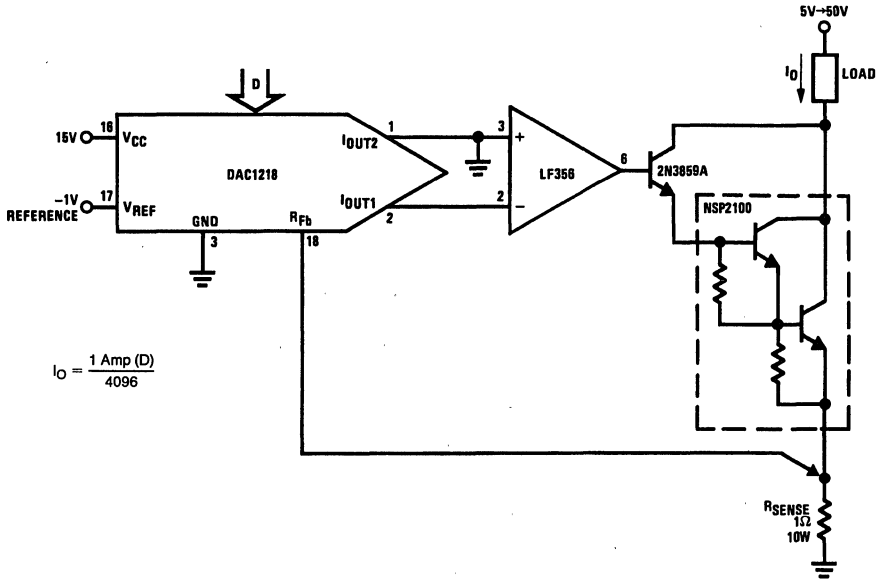 5V→50V
IO
LOAD
D
15V
16
VCC
IOUT2
1
3
+
6
2N3859A
DAC1218
LF356
-1V
REFERENCE
17
VREF
IOUT1
2
2
−
NSP2100
GND
3
RFb
18
IO = 1 Amp (D)
4096
RSENSE
1Ω
10W